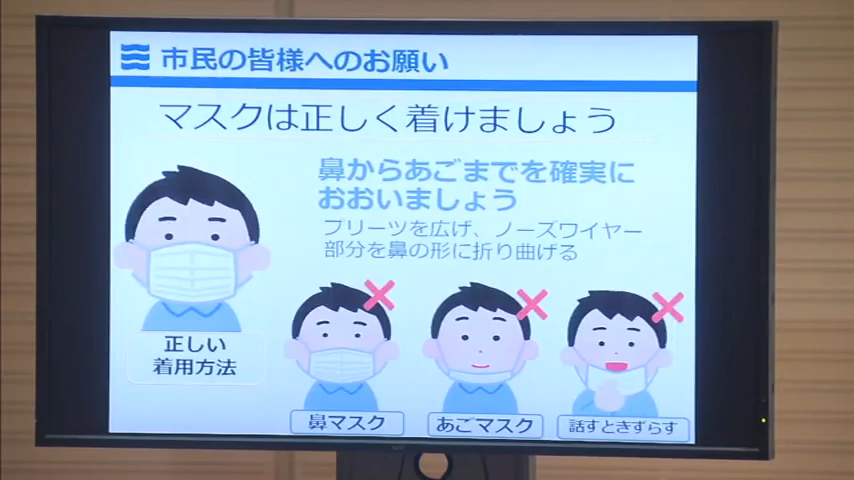 市民の皆様へのお願い
マスクは正しく着けましょう
鼻からあごまでを確実に
おおいましょう
プリーツを広げ、ノーズワイヤー
部分を鼻の形に折り曲げる
正しい
着用方法
鼻マスク
あごマスク
話すときずらす